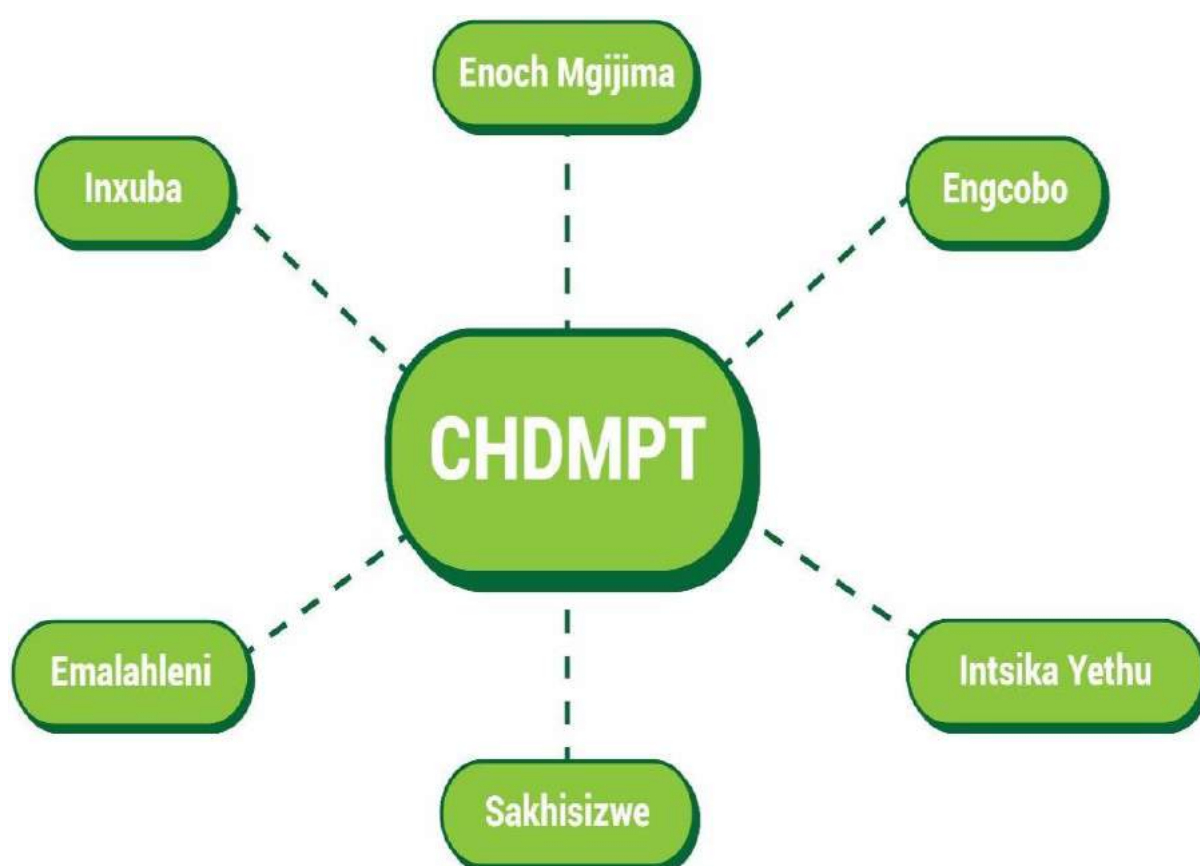 Enoch Mgijima
Inxuba
Engcobo
CHDMPT
Emalahleni
Intsika Yethu
Sakhisizwe